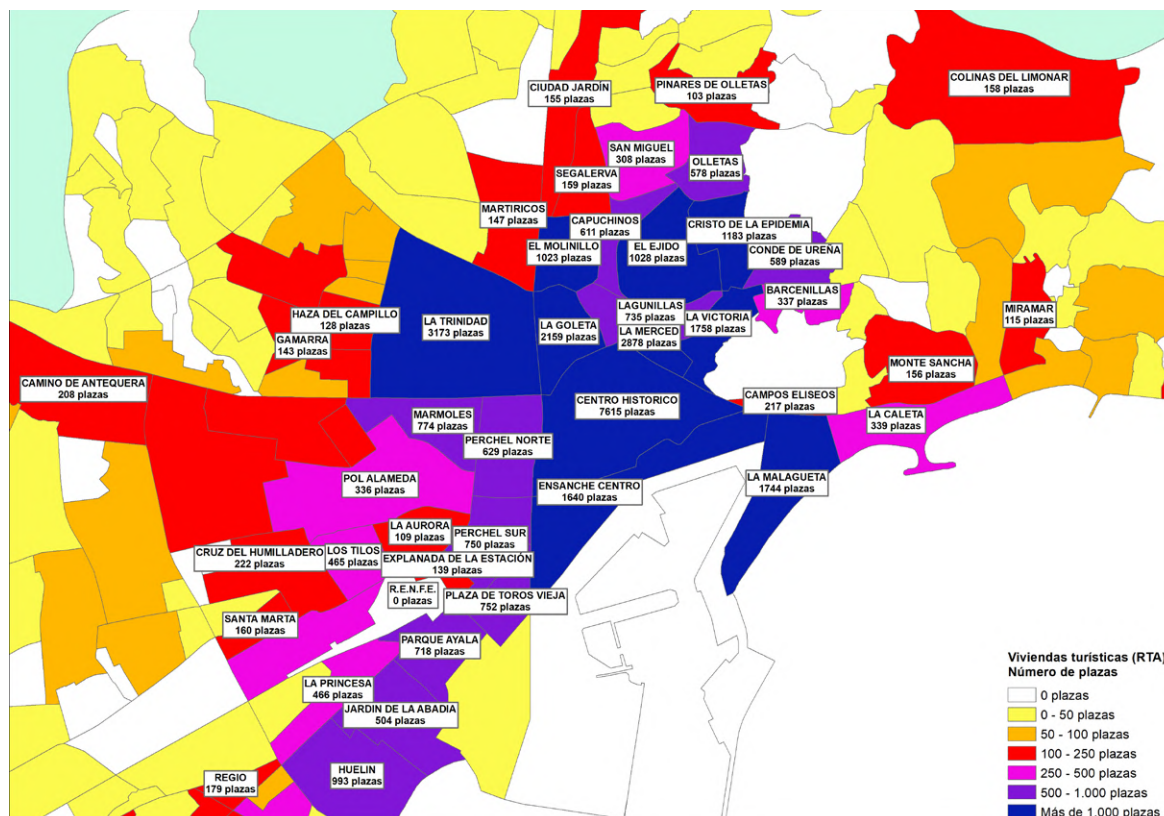 CIUDAD JARDÍN
155 plazas
PINARES DE OLLETAS
103 plazas
COLINAS DEL LIMONAR
158 plazas
SAN MIGUEL
308 plazas
OLLETAS
578 plazas
SEGALERVA
159 plazas
MARTIRICOS
147 plazas
CAPUCHINOS
611 plazas
CRISTO DE LA EPIDEMIA
1183 plazas
EL MOLINILLO
1023 plazas
EL EJIDO
1028 plazas
CONDE DE UREÑA
589 plazas
BARCENILLAS
337 plazas
LAGUNILLAS
735 plazas
HAZA DEL CAMPILLO
128 plazas
LA TRINIDAD
3173 plazas
LA GOLETA
2159 plazas
LA MERCED
2878 plazas
LA VICTORIA
1758 plazas
MIRAMAR
115 plazas
GAMARRA
143 plazas
MONTE SANCHA
156 plazas
CAMINO DE ANTEQUERA
208 plazas
CENTRO HISTORICO
7615 plazas
CAMPOS ELISEOS
217 plazas
MARMOLES
774 plazas
LA CALETA
339 plazas
PERCHEL NORTE
629 plazas
POL ALAMEDA
336 plazas
ENSANCHE CENTRO
1640 plazas
LA MALAGUETA
1744 plazas
LA AURORA
109 plazas
PERCHEL SUR
750 plazas
CRUZ DEL HUMILLADERO
222 plazas
LOS TILOS
465 plazas
EXPLANADA DE LA ESTACIÓN
139 plazas
R.E.N.F.E.
0 plazas
PLAZA DE TOROS VIEJA
752 plazas
SANTA MARTA
160 plazas
PARQUE AYALA
718 plazas
LA PRINCESA
466 plazas
JARDIN DE LA ABADIA
504 plazas
HUELIN
993 plazas
REGIO
179 plazas
Viviendas turísticas (RTA)
Número de plazas
0 plazas
0 - 50 plazas
50 - 100 plazas
100 - 250 plazas
250 - 500 plazas
500 - 1.000 plazas
Más de 1.000 plazas